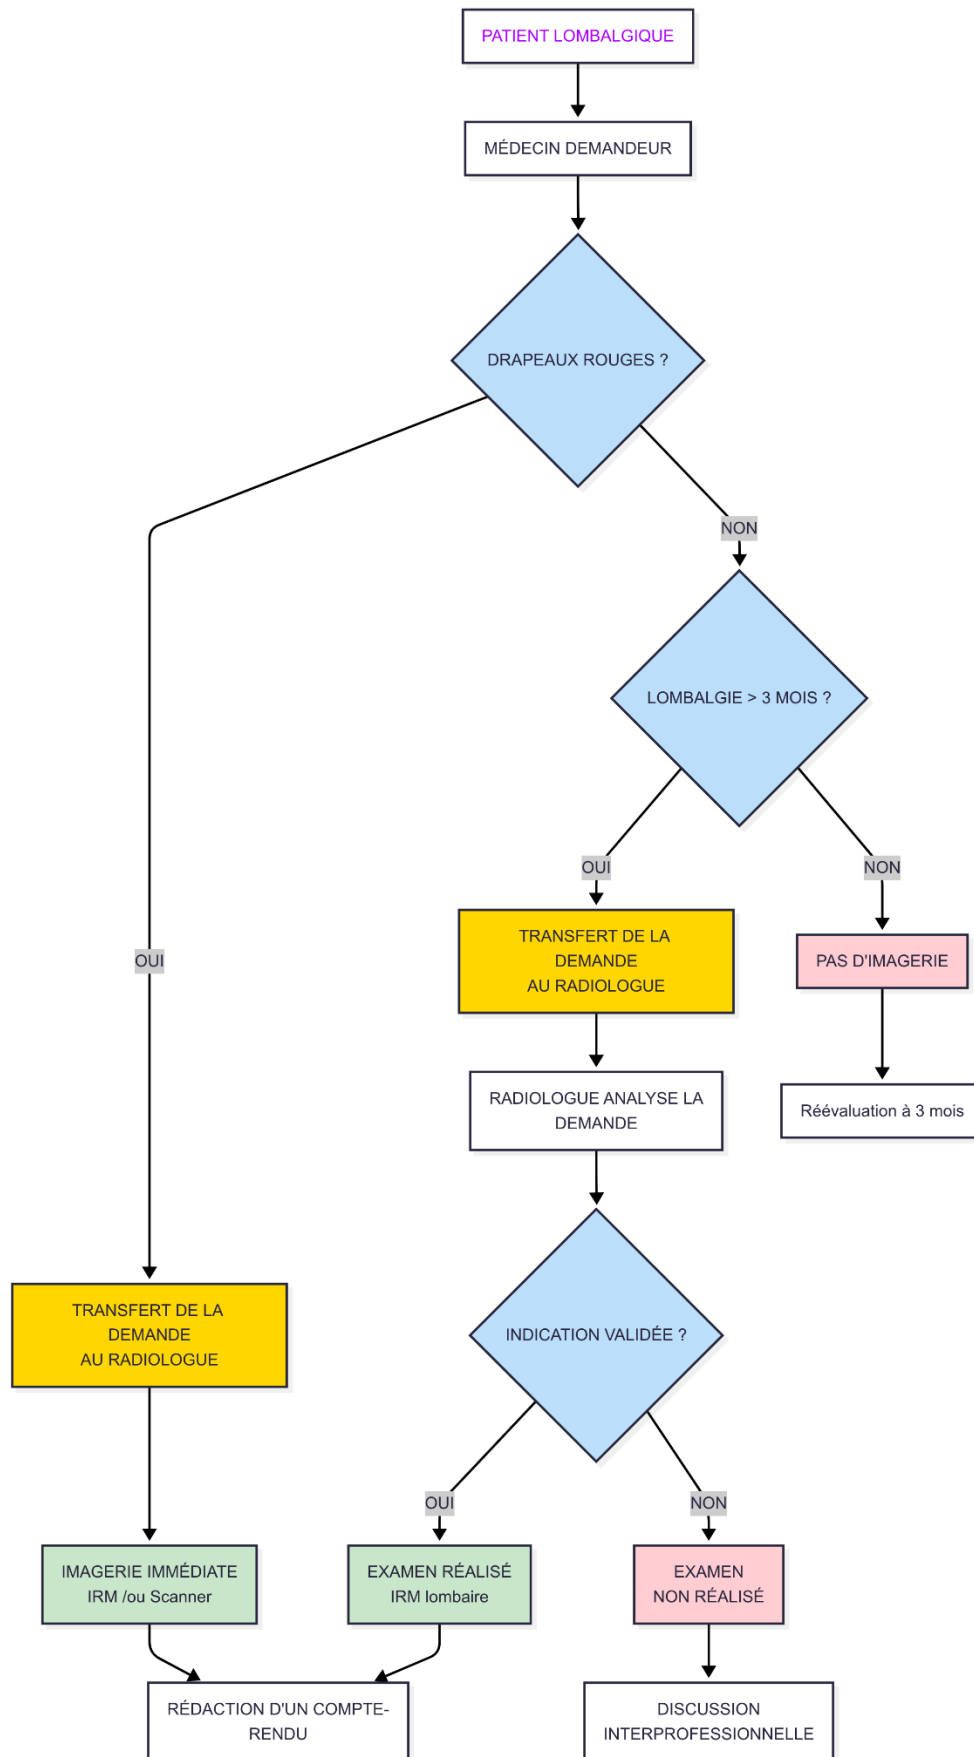 PATIENT LOMBALGIQUE
MÉDECIN DEMANDEUR
DRAPEAUX ROUGES ?
NON
LOMBALGIE > 3 MOIS ?
OUI
NON
TRANSFERT DE LA
DEMANDE
AU RADIOLOGUE
PAS D'IMAGERIE
OUI
RADIOLOGUE ANALYSE LA
DEMANDE
Réévaluation à 3 mois
TRANSFERT DE LA
DEMANDE
AU RADIOLOGUE
INDICATION VALIDÉE ?
OUI
NON
IMAGERIE IMMÉDIATE
IRM /ou Scanner
EXAMEN RÉALISÉ
IRM lombaire
EXAMEN
NON RÉALISÉ
RÉDACTION D'UN COMPTE-
RENDU
DISCUSSION
INTERPROFESSIONNELLE